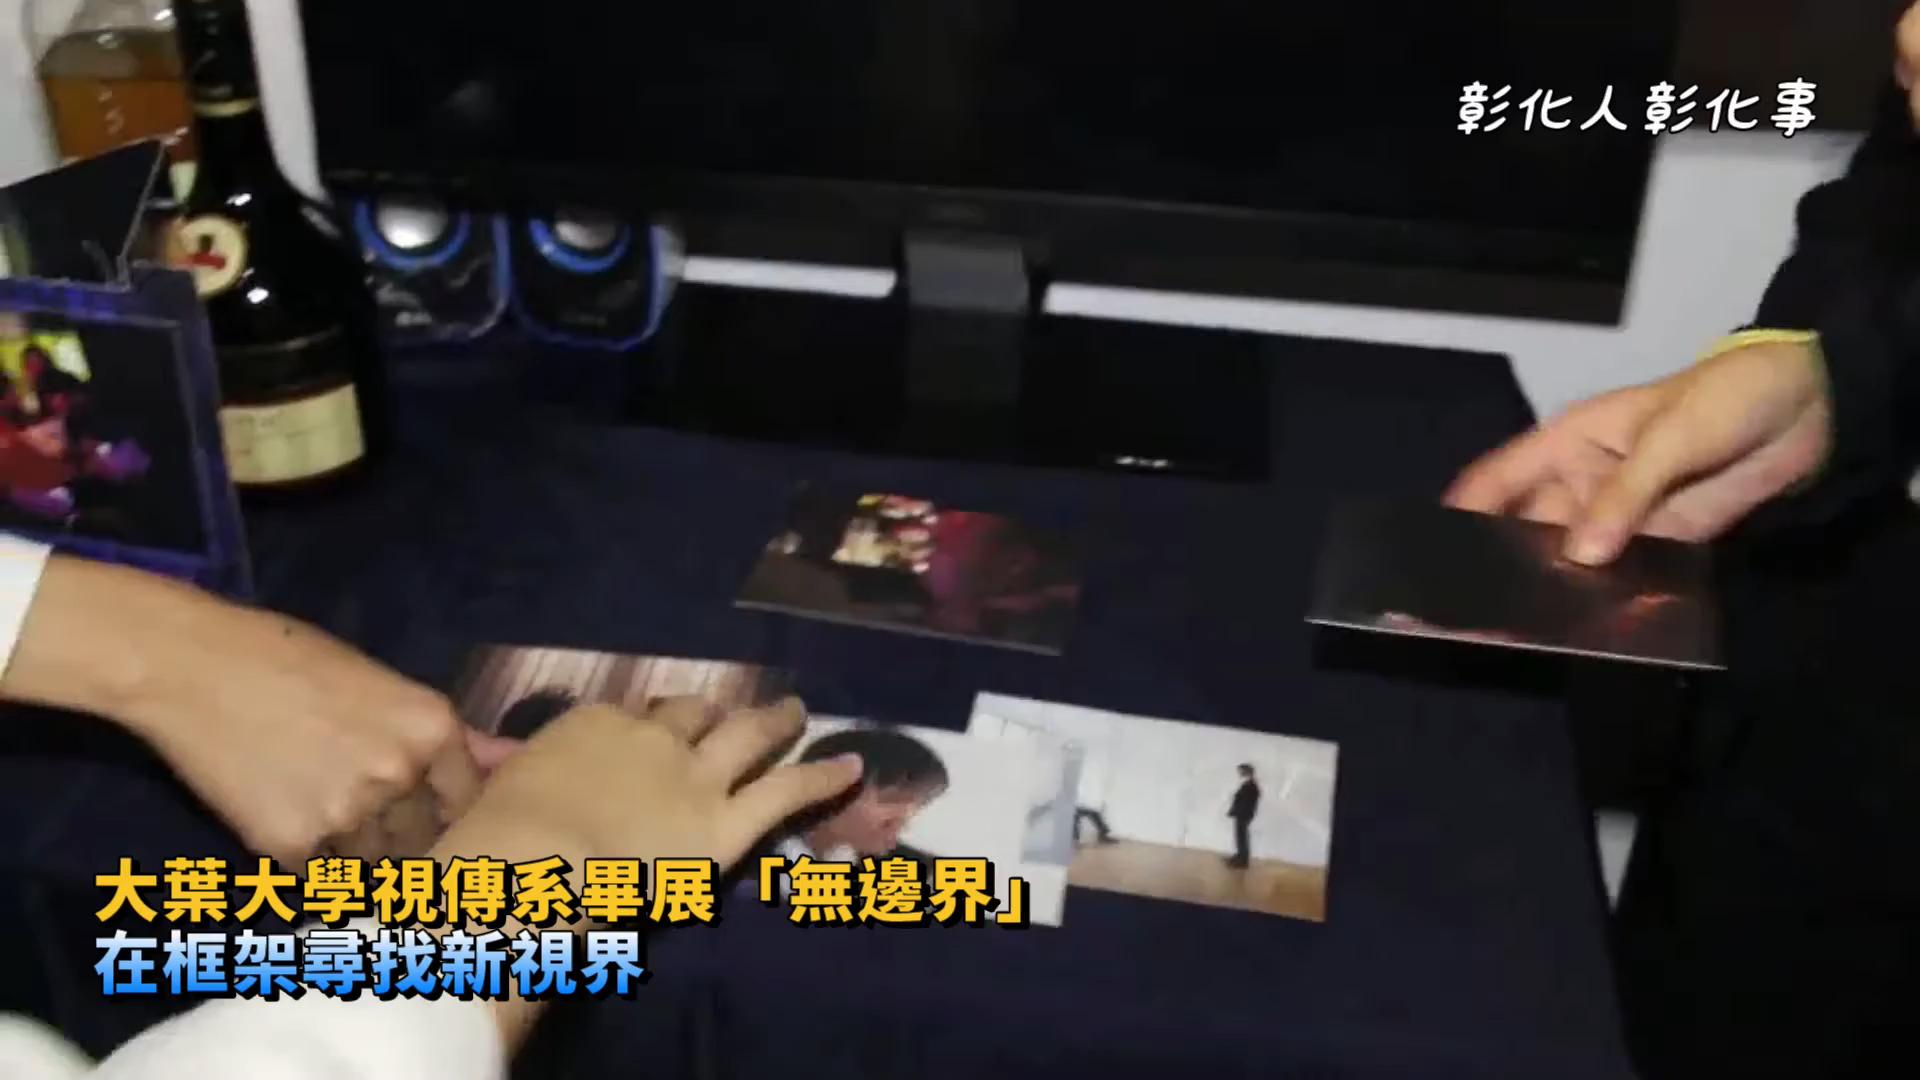 彰化人彰化事
大葉大學視傳系畢展「無邊界」
在框架尋找新視界